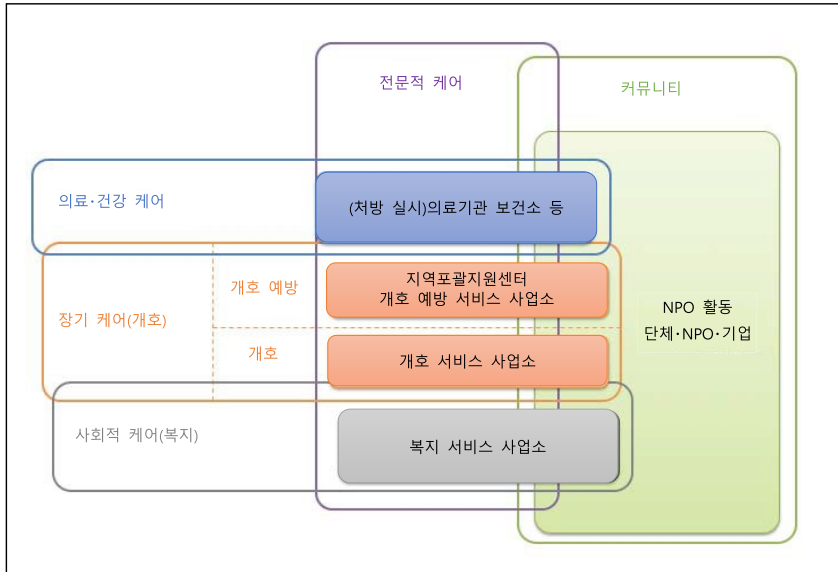 전문적 케어
커뮤니티
의료·건강 케어
(처방 실시)의료기관 보건소 등
개호 예방
지역포괄지원센터
개호 예방 서비스 사업소
장기 케어(개호)
NPO 활동
단체·NPO·기업
개호
개호 서비스 사업소
사회적 케어(복지)
복지 서비스 사업소